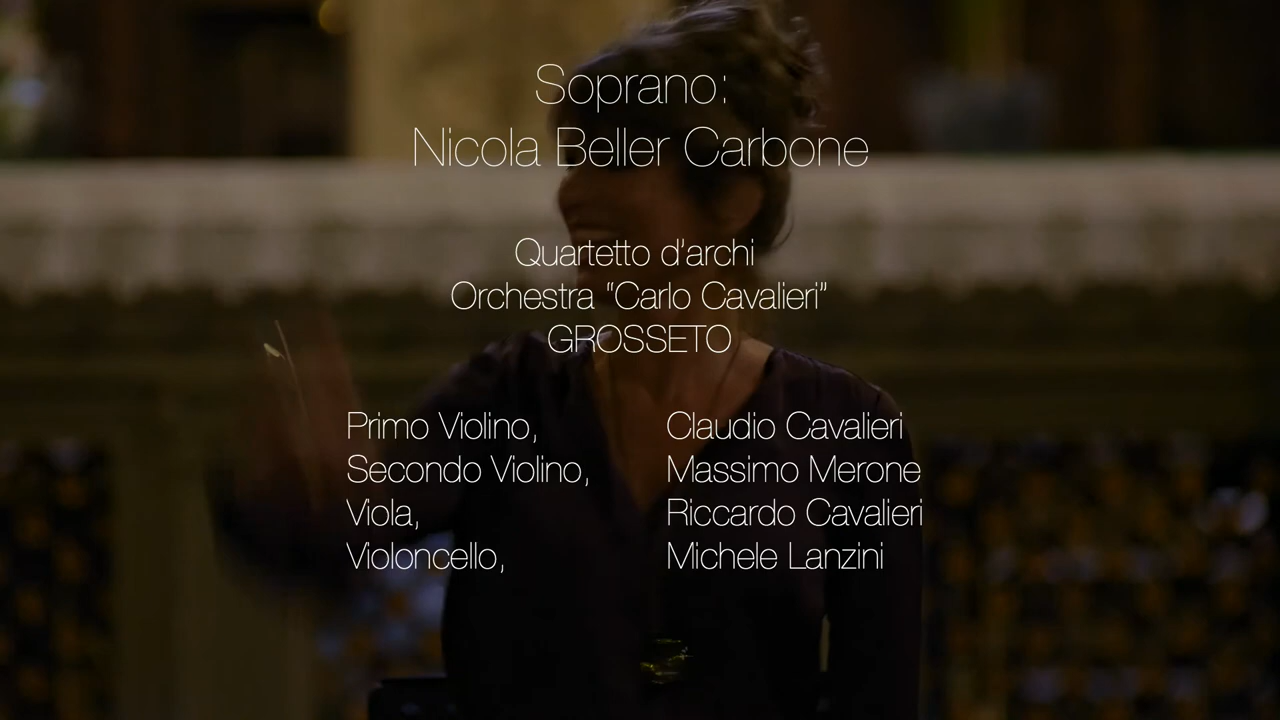 Soprano:
Nicola Beller Carbone
Quartetto d'archi
Orchestra “Carlo Cavalieri”
GROSSETO
Primo Violino, Claudio Cavalieri
Secondo Violino, Massimo Merone
Viola, Riccardo Cavalieri
Violoncello, Michele Lanzini